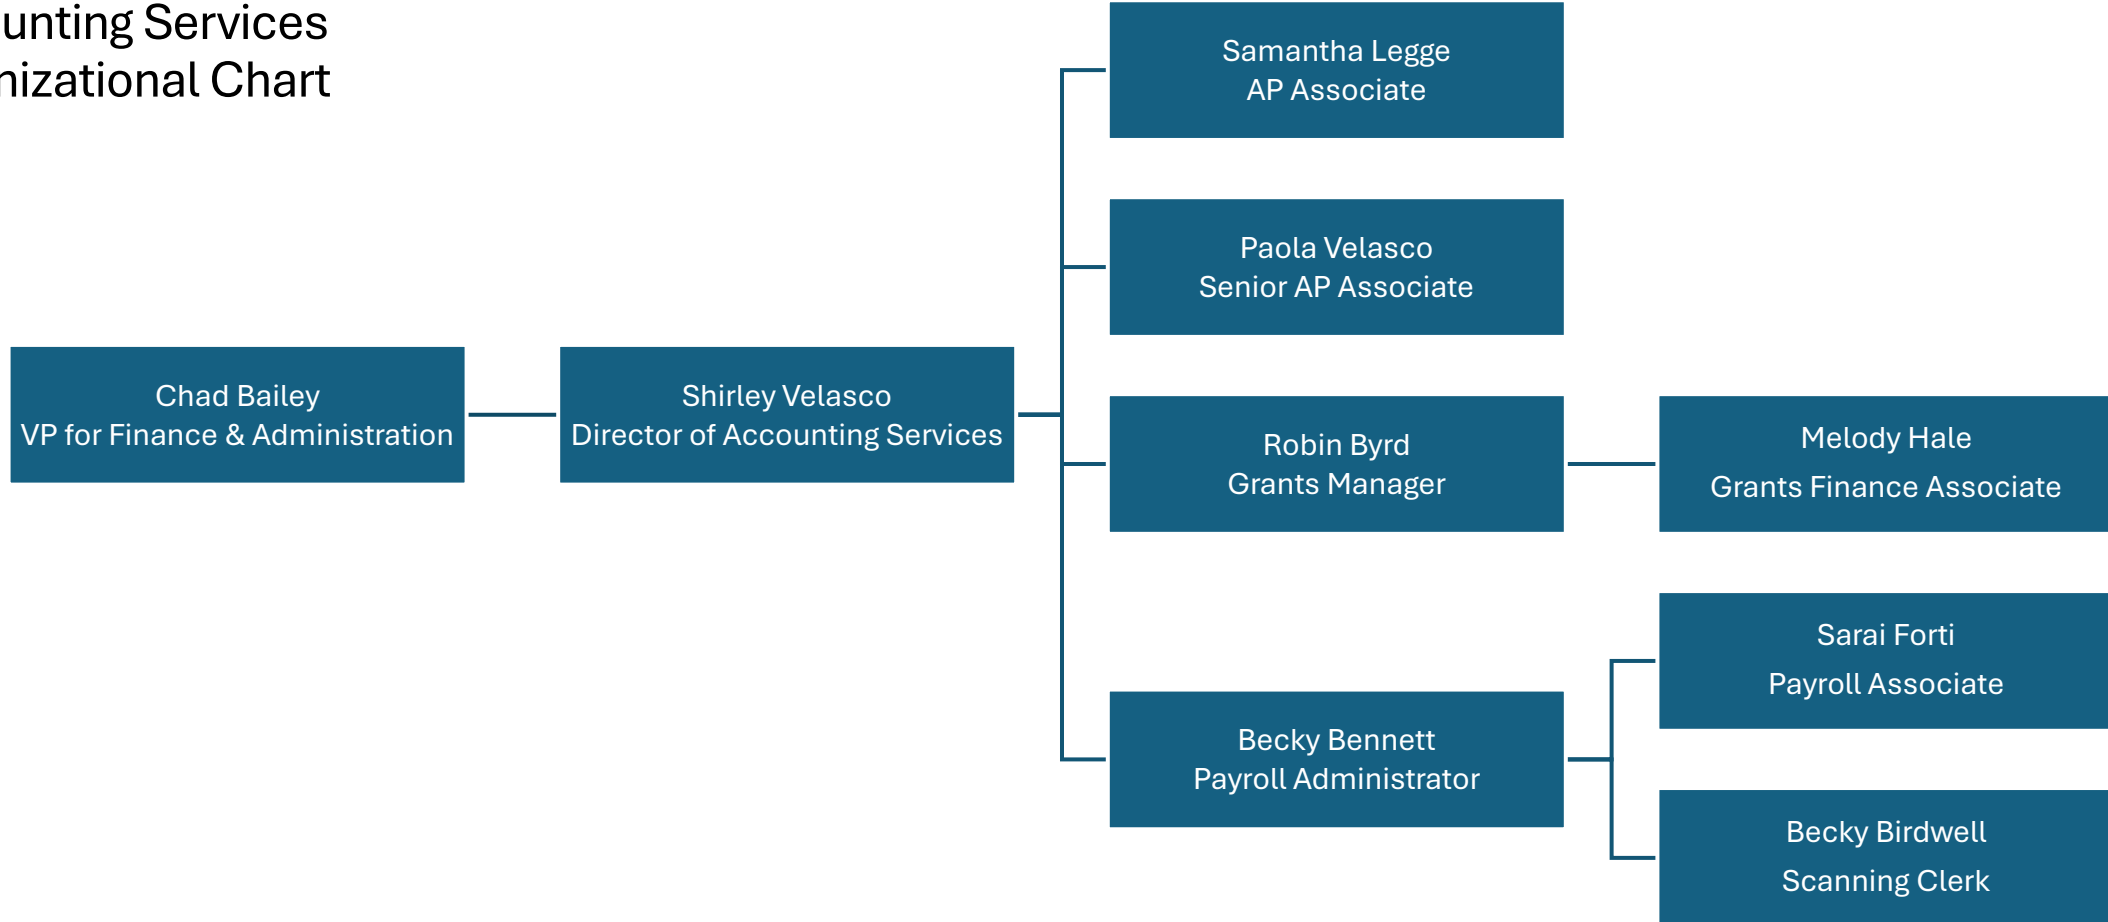 unting Services
nizational Chart
Samantha Legge
AP Associate
Paola Velasco
Senior AP Associate
Chad Bailey
VP for Finance & Administration
Shirley Velasco
Director of Accounting Services
Robin Byrd
Grants Manager
Melody Hale
Grants Finance Associate
Becky Bennett
Payroll Administrator
Sarai Forti
Payroll Associate
Becky Birdwell
Scanning Clerk